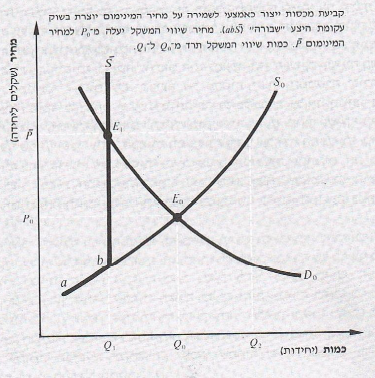 קביעת מכסות ייצור כאמצעי לשמירה על מחיר המינימום יוצרת בשוק
עקומת היצע "שבורה" (abS̄). מחיר שיווי המשקל יעלה מ־P₀ למחיר
המינימום P̄. כמות שיווי המשקל תרד מ־Q₀ ל־Q₁.
מחיר (שקלים ליחידה)
S̄
S₀
E₁
P̄
E₀
P₀
b
a
D₀
Q₁
Q₀
Q₂
כמות (יחידות)